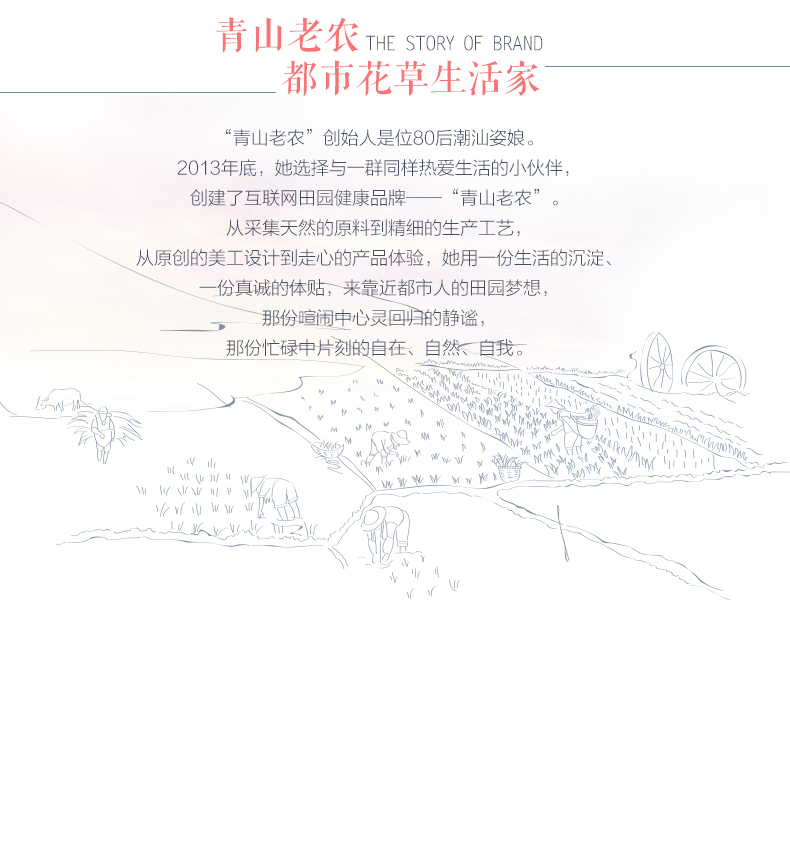 青山老农 THE STORY OF BRAND
都市花草生活家
“青山老农”创始人是位80后潮汕姿娘。
2013年底，她选择与一群同样热爱生活的小伙伴，
创建了互联网田园健康品牌——“青山老农”。
从采集天然的原料到精细的生产工艺，
从原创的美工设计到走心的产品体验，她用一份生活的沉淀、
一份真诚的体贴，来靠近都市人的田园梦想，
那份喧闹中心灵回归的静谧，
那份忙碌中片刻的自在、自然、自我。